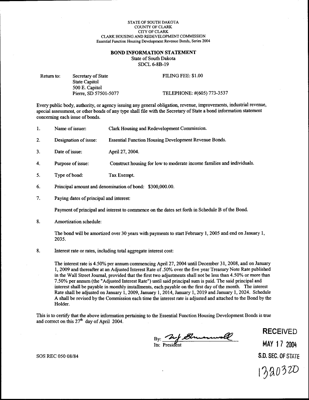 STATE OF SOUTH DAKOTA
COUNTY OF CLARK
CITY OF CLARK
CLARK HOUSING AND REDEVELOPMENT COMMISSION
Essential Function Housing Development Revenue Bonds, Series 2004
BOND INFORMATION STATEMENT
State of South Dakota
SDCL 6-8B-19
Return to: Secretary of State FILING FEE: $1.00
State Capitol
500 E. Capitol
Pierre, SD 57501-5077 TELEPHONE: #(605) 773-3537
Every public body, authority, or agency issuing any general obligation, revenue, improvements, industrial revenue,
special assessment, or other bonds of any type shall file with the Secretary of State a bond information statement
concerning each issue of bonds.
1. Name of issuer: Clark Housing and Redevelopment Commission.
2. Designation of issue: Essential Function Housing Development Revenue Bonds.
3. Date of issue: April 27, 2004.
4. Purpose of issue: Construct housing for low to moderate income families and individuals.
5. Type of bond: Tax Exempt.
6. Principal amount and denomination of bond: $300,000.00.
7. Paying dates of principal and interest:
Payment of principal and interest to commence on the dates set forth in Schedule B of the Bond.
8. Amortization schedule:
The bond will be amortized over 30 years with payments to start February 1, 2005 and end on January 1,
2035.
8. Interest rate or rates, including total aggregate interest cost:
The interest rate is 4.50% per annum commencing April 27, 2004 until December 31, 2008, and on January
1, 2009 and thereafter at an Adjusted Interest Rate of .50% over the five year Treasury Note Rate published
in the Wall Street Journal, provided that the first two adjustments shall not be less than 4.50% or more than
7.50% per annum (the "Adjusted Interest Rate") until said principal sum is paid. The said principal and
interest shall be payable in monthly installments, each payable on the first day of the month. The interest
Rate shall be adjusted on January 1, 2009, January 1, 2014, January 1, 2019 and January 1, 2024. Schedule
A shall be revised by the Commission each time the interest rate is adjusted and attached to the Bond by the
Holder.
This is to certify that the above information pertaining to the Essential Function Housing Development Bonds is true
and correct on this 27th day of April 2004.
By:
Its: President
SOS REC 050 08/84
RECEIVED
MAY 17 2004
S.D. SEC. OF STATE
1320320